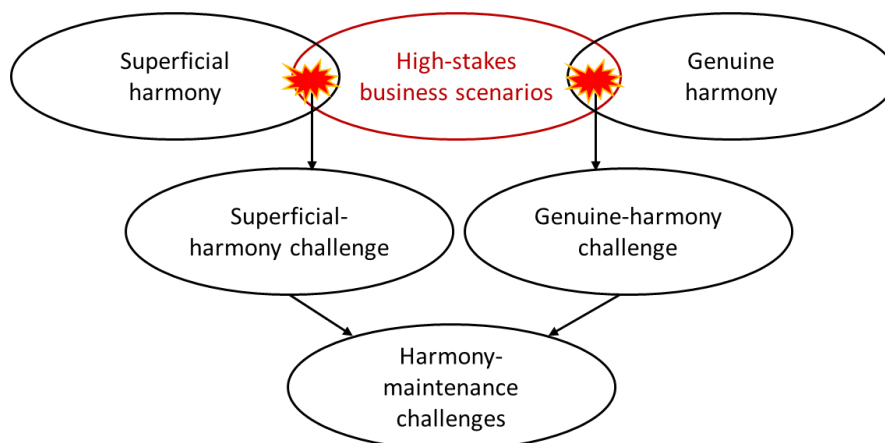 Superficial
harmony
High-stakes
business scenarios
Genuine
harmony
Superficial-
harmony challenge
Genuine-harmony
challenge
Harmony-
maintenance
challenges